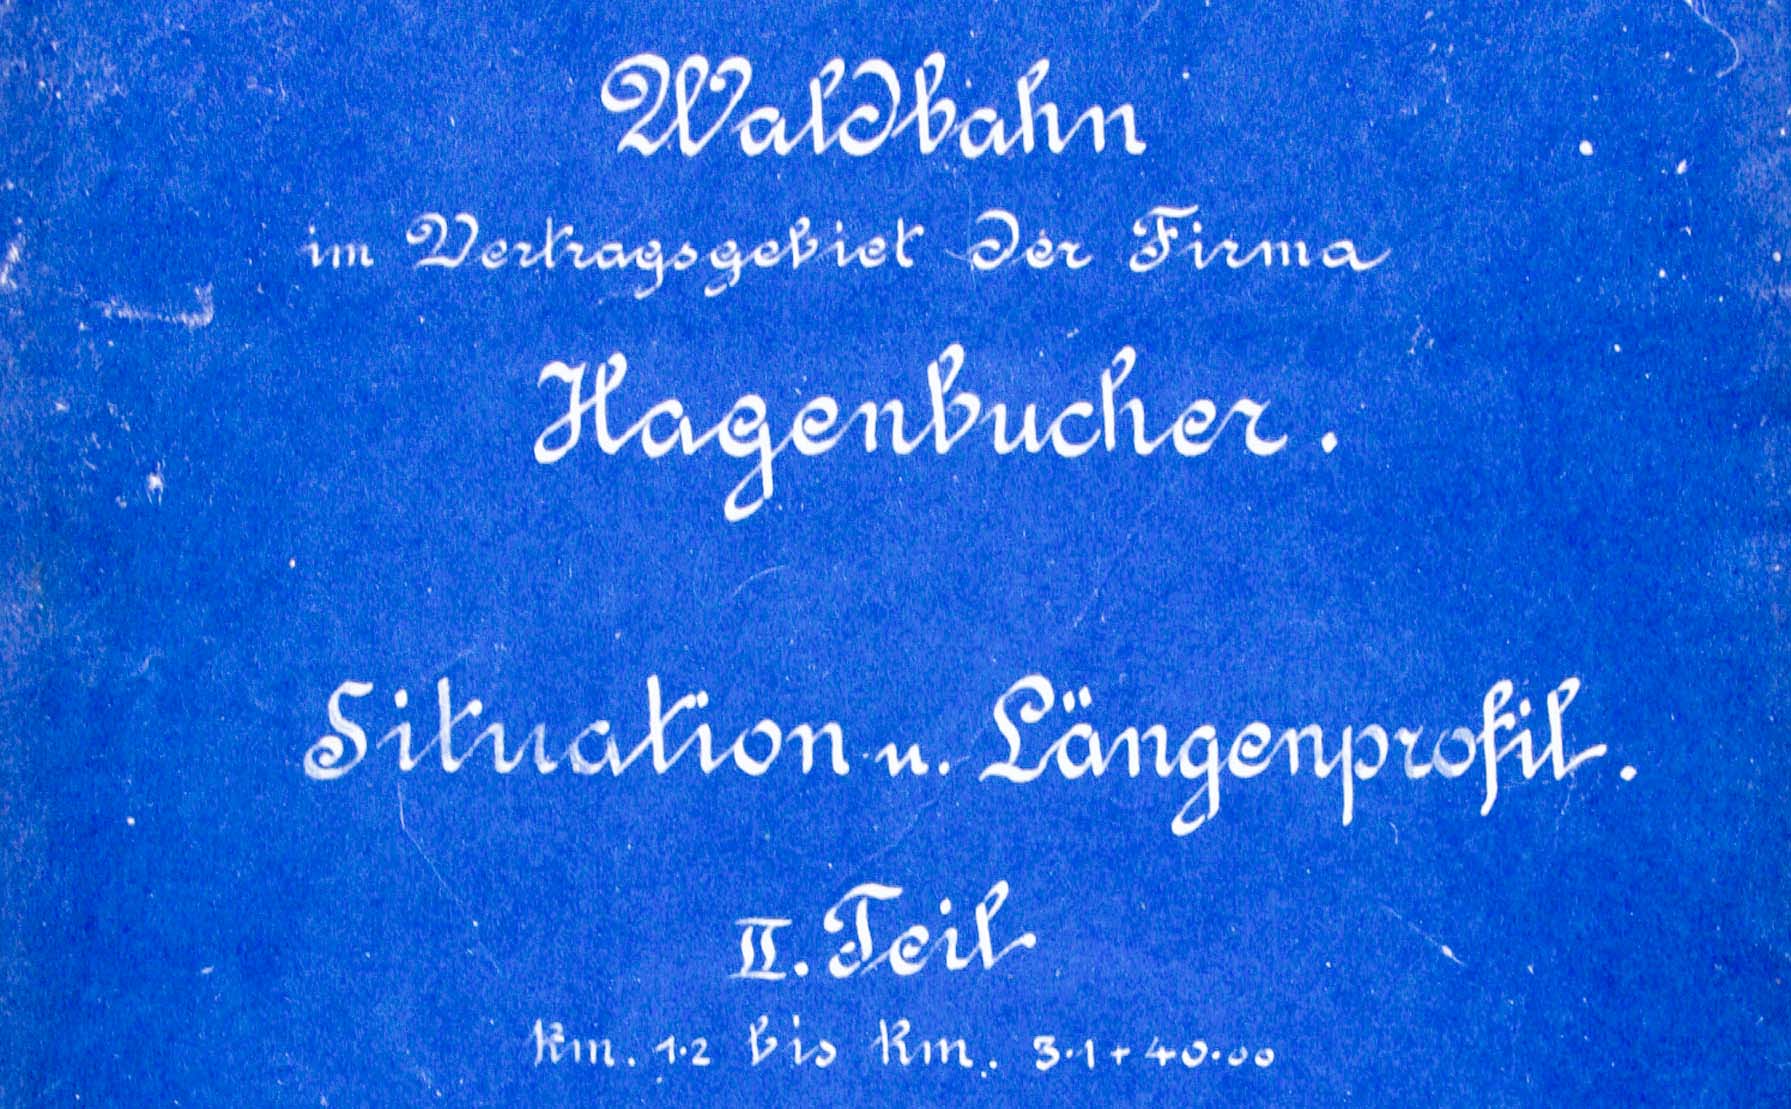 Waldbahn
im Vertragsgebiet der Firma
Hagenbucher.
Situation u. Längenprofil.
II. Teil
km. 1·2 bis km. 3·1 + 40·00